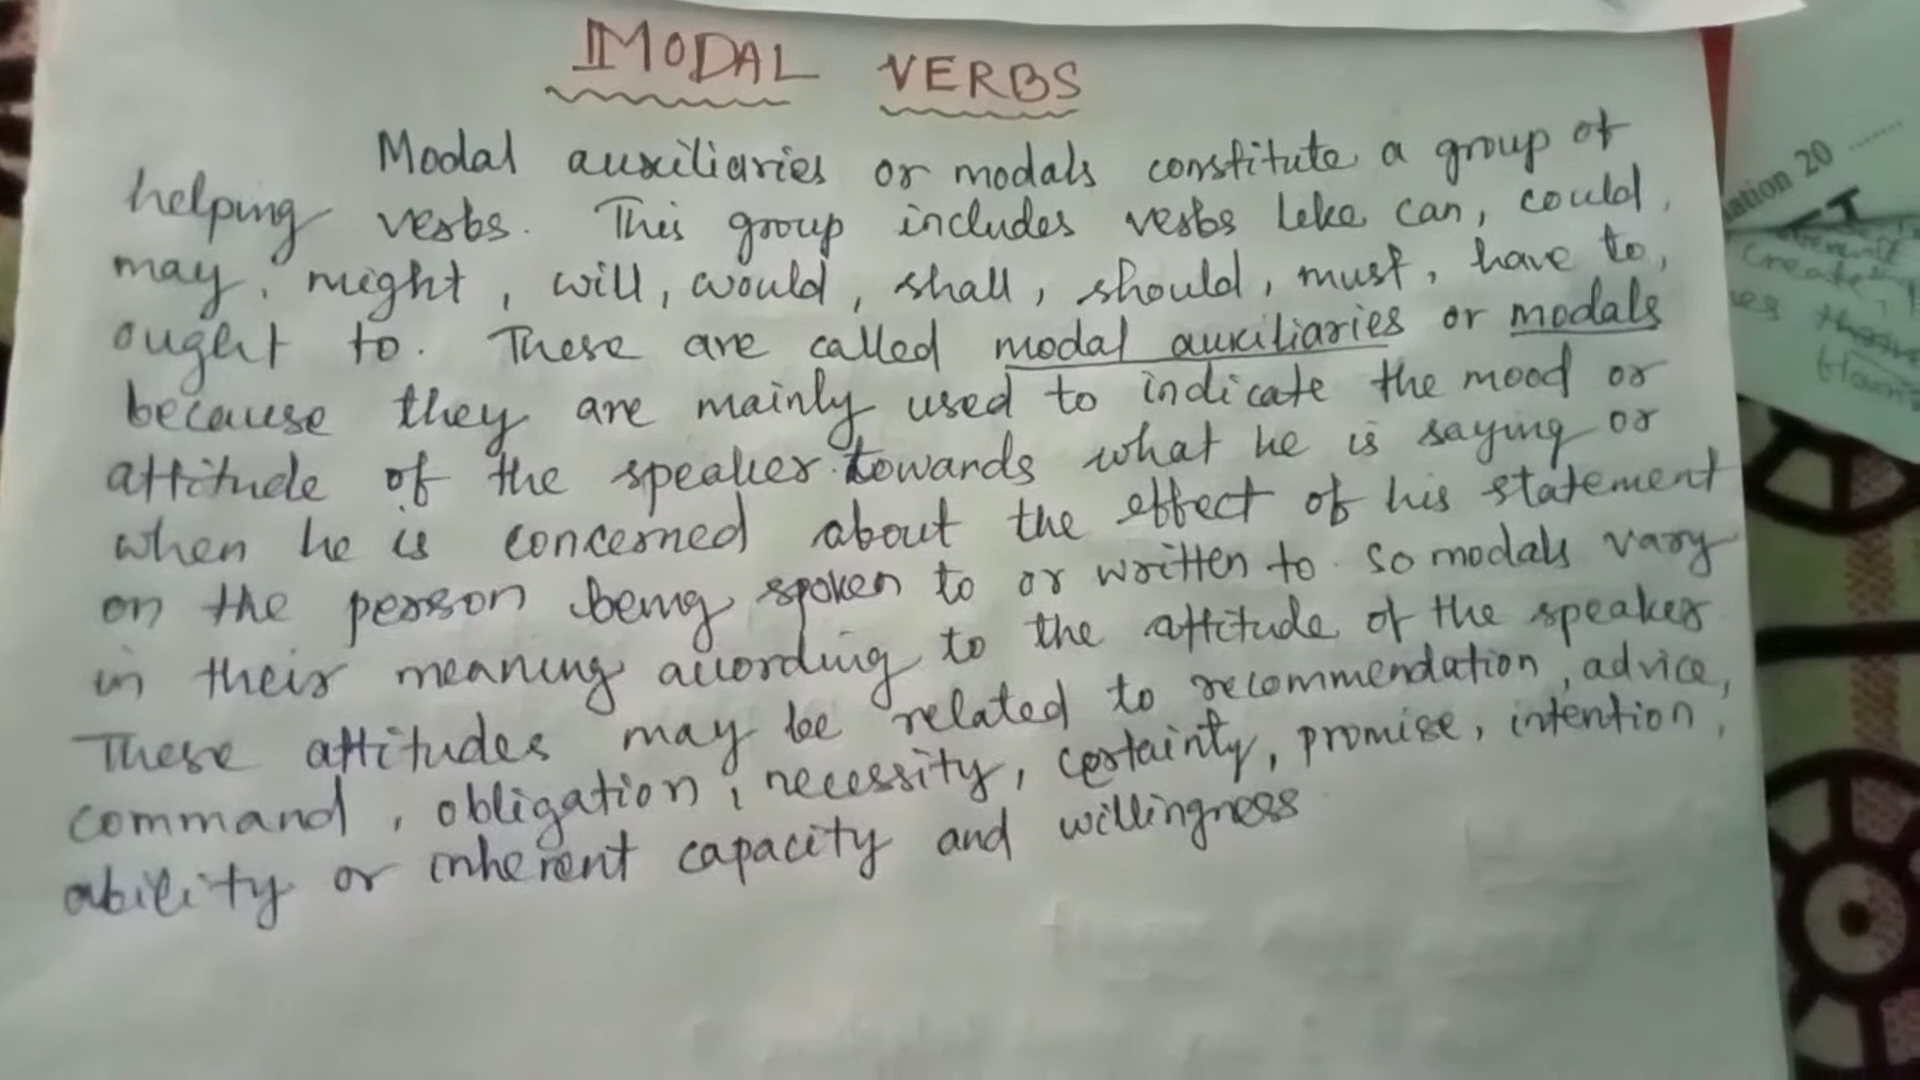 MODAL VERBS
Modal auxiliaries or modals constitute a group of
helping verbs. This group includes verbs like can, could,
may, might, will, would, shall, should, must, have to,
ought to. These are called modal auxiliaries or modals
because they are mainly used to indicate the mood or
attitude of the speaker towards what he is saying or
when he is concerned about the effect of his statement
on the person being spoken to or written to. So modals vary
in their meaning according to the attitude of the speaker
These attitudes may be related to recommendation, advice,
command, obligation, necessity, certainty, promise, intention,
ability or inherent capacity and willingness
ation 20 ........
create